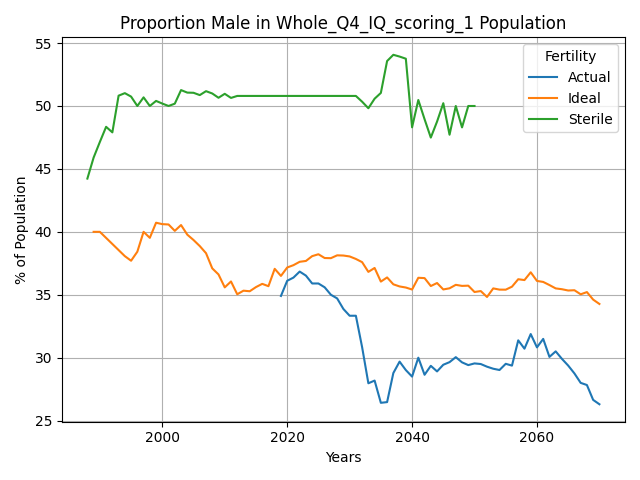 Proportion Male in Whole_Q4_IQ_scoring_1 Population
% of Population
55
50
45
40
35
30
25
Fertility
Actual
Ideal
Sterile
2000
2020
2040
2060
Years